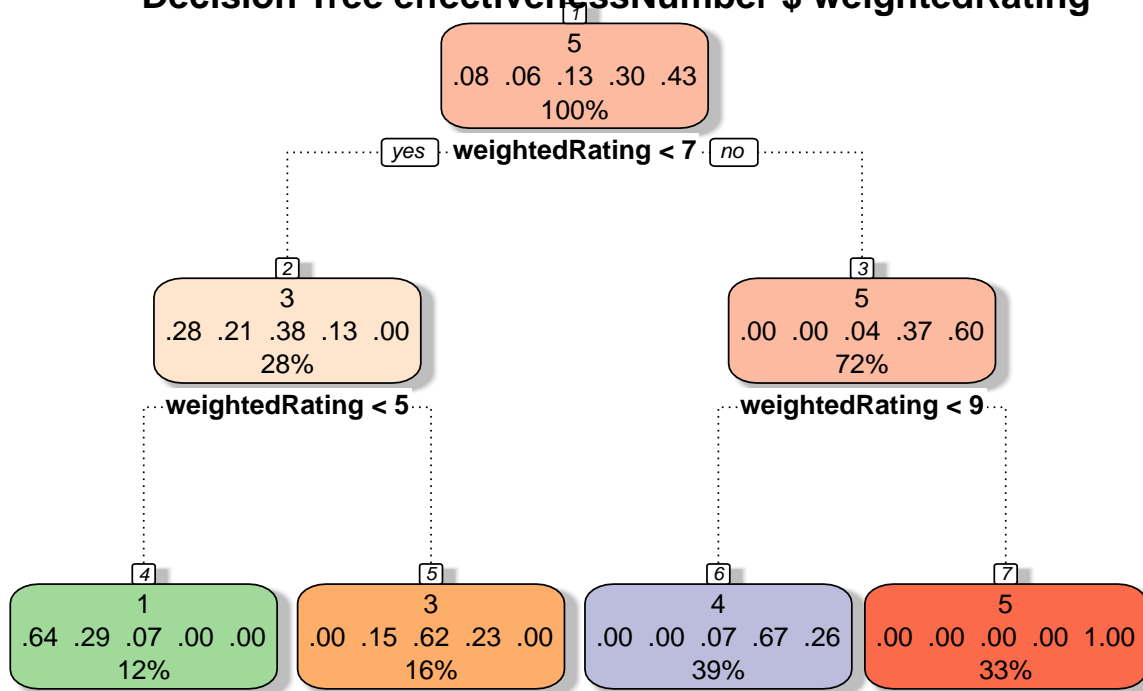 Decision Tree effectivenessNumber $ weightedRating
1
5
.08 .06 .13 .30 .43
100%
yes weightedRating < 7 no
2
3
.28 .21 .38 .13 .00
28%
3
5
.00 .00 .04 .37 .60
72%
weightedRating < 5
weightedRating < 9
4
1
.64 .29 .07 .00 .00
12%
5
3
.00 .15 .62 .23 .00
16%
6
4
.00 .00 .07 .67 .26
39%
7
5
.00 .00 .00 .00 1.00
33%